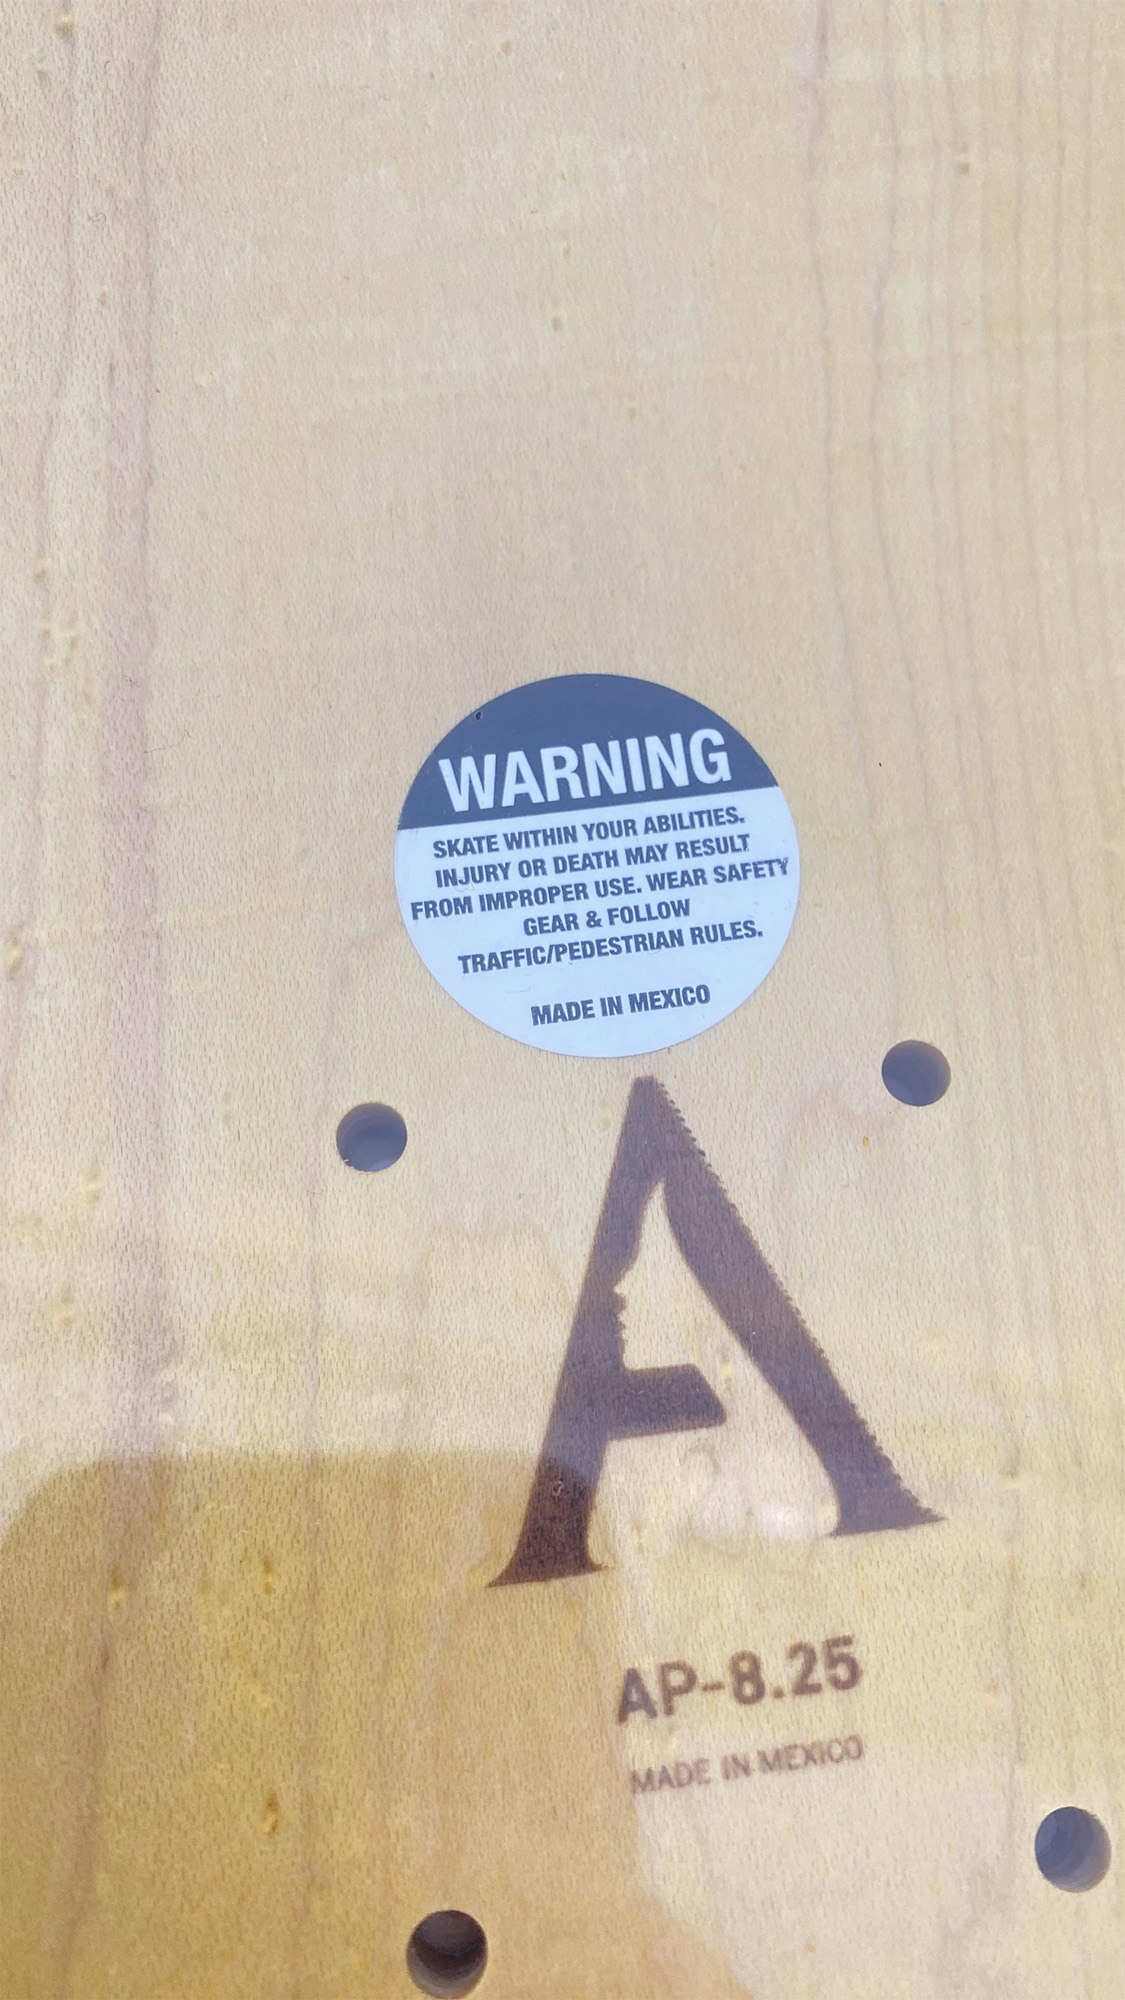 WARNING
SKATE WITHIN YOUR ABILITIES.
INJURY OR DEATH MAY RESULT
FROM IMPROPER USE. WEAR SAFETY
GEAR & FOLLOW
TRAFFIC/PEDESTRIAN RULES.
MADE IN MEXICO
A
AP-8.25
MADE IN MEXICO